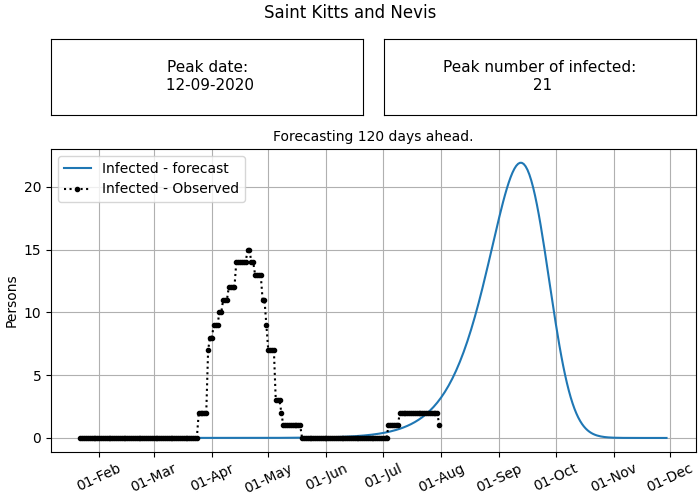 Saint Kitts and Nevis
Peak date:
12-09-2020
Peak number of infected:
21
Forecasting 120 days ahead.
Infected - forecast
Infected - Observed
Persons
20
15
10
5
0
01-Feb
01-Mar
01-Apr
01-May
01-Jun
01-Jul
01-Aug
01-Sep
01-Oct
01-Nov
01-Dec